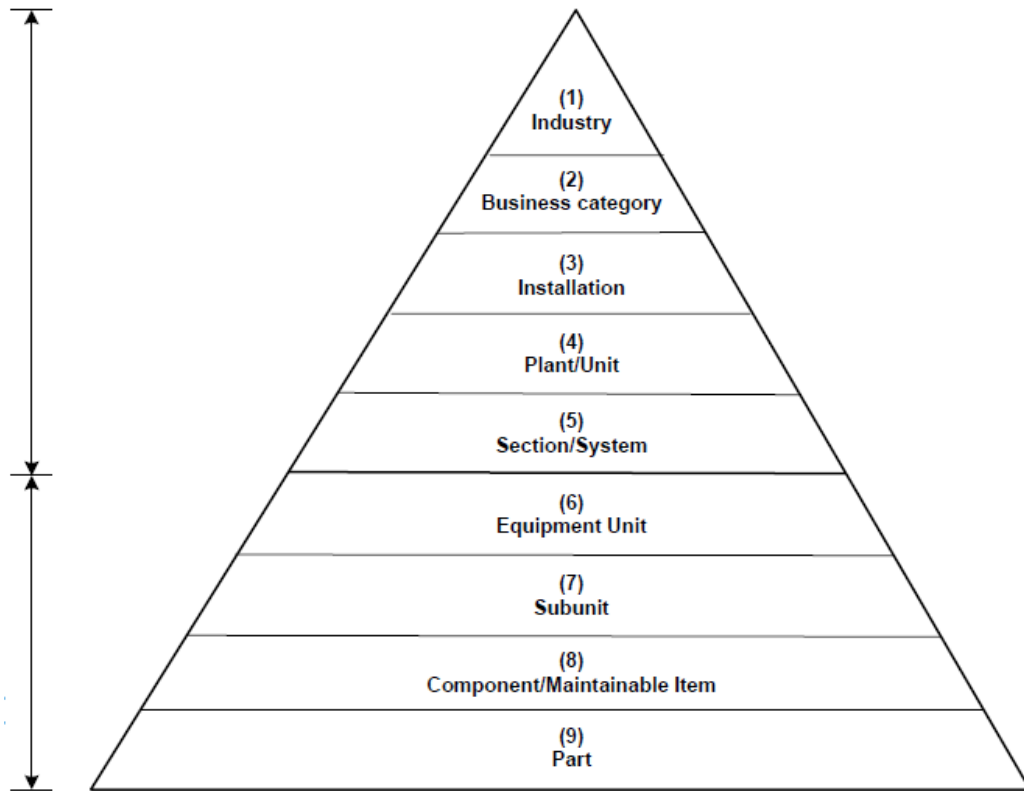 (1)
Industry
(2)
Business category
(3)
Installation
(4)
Plant/Unit
(5)
Section/System
(6)
Equipment Unit
(7)
Subunit
(8)
Component/Maintainable Item
(9)
Part